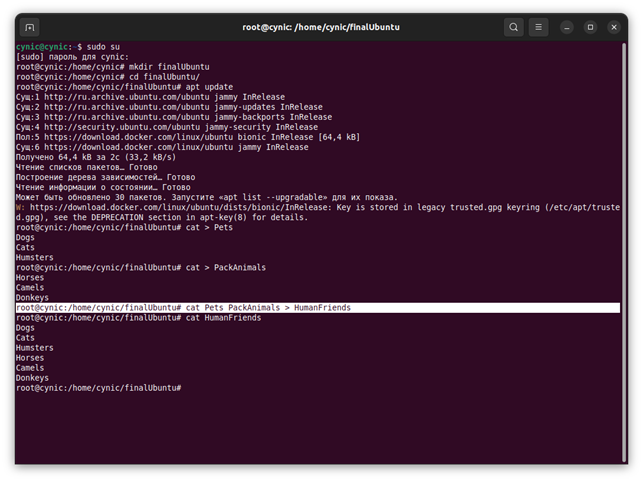 root@cynic: /home/cynic/finalUbuntu
cynic@cynic:~$ sudo su
[sudo] пароль для cynic:
root@cynic:/home/cynic# mkdir finalUbuntu
root@cynic:/home/cynic# cd finalUbuntu/
root@cynic:/home/cynic/finalUbuntu# apt update
Сущ:1 http://ru.archive.ubuntu.com/ubuntu jammy InRelease
Сущ:2 http://ru.archive.ubuntu.com/ubuntu jammy-updates InRelease
Сущ:3 http://ru.archive.ubuntu.com/ubuntu jammy-backports InRelease
Сущ:4 http://security.ubuntu.com/ubuntu jammy-security InRelease
Пол:5 https://download.docker.com/linux/ubuntu bionic InRelease [64,4 kB]
Сущ:6 https://download.docker.com/linux/ubuntu jammy InRelease
Получено 64,4 kB за 2с (33,2 kB/s)
Чтение списков пакетов… Готово
Построение дерева зависимостей… Готово
Чтение информации о состоянии… Готово
Может быть обновлено 30 пакетов. Запустите «apt list --upgradable» для их показа.
W: https://download.docker.com/linux/ubuntu/dists/bionic/InRelease: Key is stored in legacy trusted.gpg keyring (/etc/apt/truste
d.gpg), see the DEPRECATION section in apt-key(8) for details.
root@cynic:/home/cynic/finalUbuntu# cat > Pets
Dogs
Cats
Humsters
root@cynic:/home/cynic/finalUbuntu# cat > PackAnimals
Horses
Camels
Donkeys
root@cynic:/home/cynic/finalUbuntu# cat Pets PackAnimals > HumanFriends
root@cynic:/home/cynic/finalUbuntu# cat HumanFriends
Dogs
Cats
Humsters
Horses
Camels
Donkeys
root@cynic:/home/cynic/finalUbuntu#